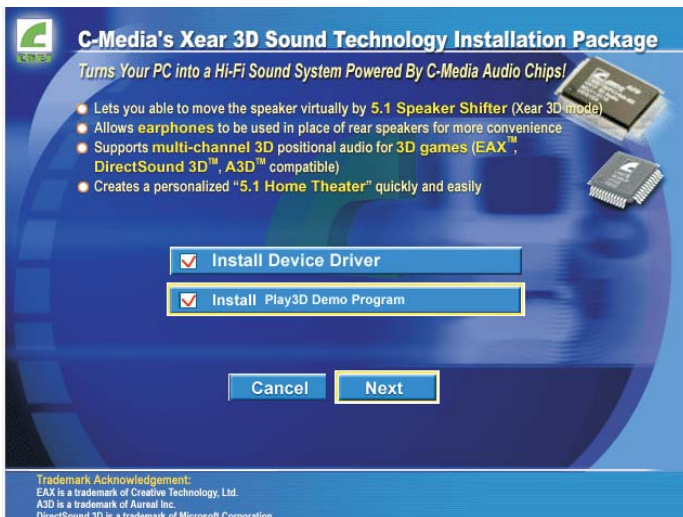 C-Media's Xear 3D Sound Technology Installation Package
Turns Your PC into a Hi-Fi Sound System Powered By C-Media Audio Chips!
Lets you able to move the speaker virtually by 5.1 Speaker Shifter (Xear 3D mode)
Allows earphones to be used in place of rear speakers for more convenience
Supports multi-channel 3D positional audio for 3D games (EAX™,
DirectSound 3D™, A3D™ compatible)
Creates a personalized “5.1 Home Theater” quickly and easily
Install Device Driver
Install Play3D Demo Program
Cancel Next
Trademark Acknowledgement:
EAX is a trademark of Creative Technology, Ltd.
A3D is a trademark of Aureal Inc.
DirectSound 3D is a trademark of Microsoft Corporation